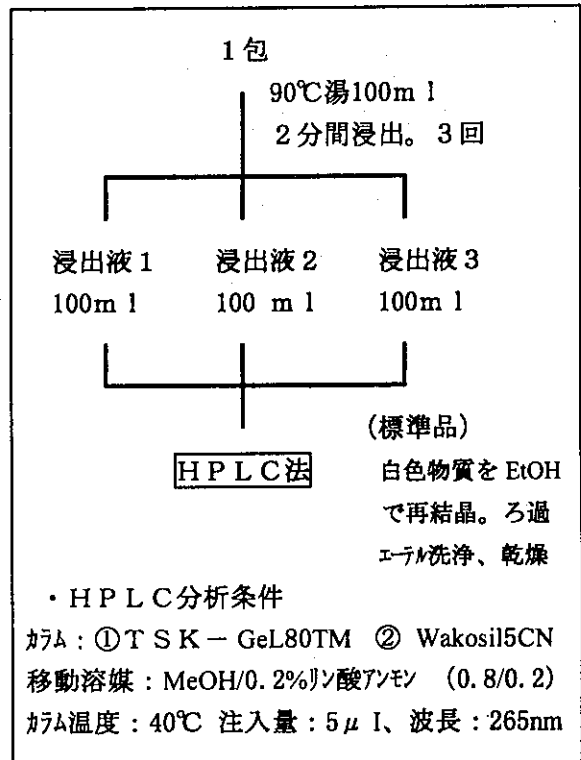 1包
90℃湯100ml
2分間浸出。3回
浸出液1 浸出液2 浸出液3
100ml 100 ml 100ml
(標準品)
HPLC法 白色物質をEtOH
で再結晶。ろ過
エーテル洗浄、乾燥
・HPLC分析条件
カラム:①TSK-GeL80TM ② Wakosil5CN
移動溶媒:MeOH/0.2%リン酸アンモン (0.8/0.2)
カラム温度:40℃ 注入量:5μI、波長:265nm